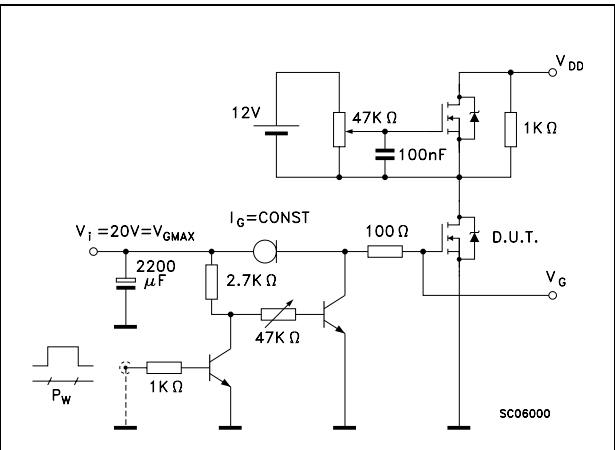 V DD
12V
47K Ω
1K Ω
100nF
I G =CONST
V i =20V=V GMAX
100 Ω
D.U.T.
2200
μF
2.7K Ω
V G
47K Ω
1K Ω
P W
SC06000